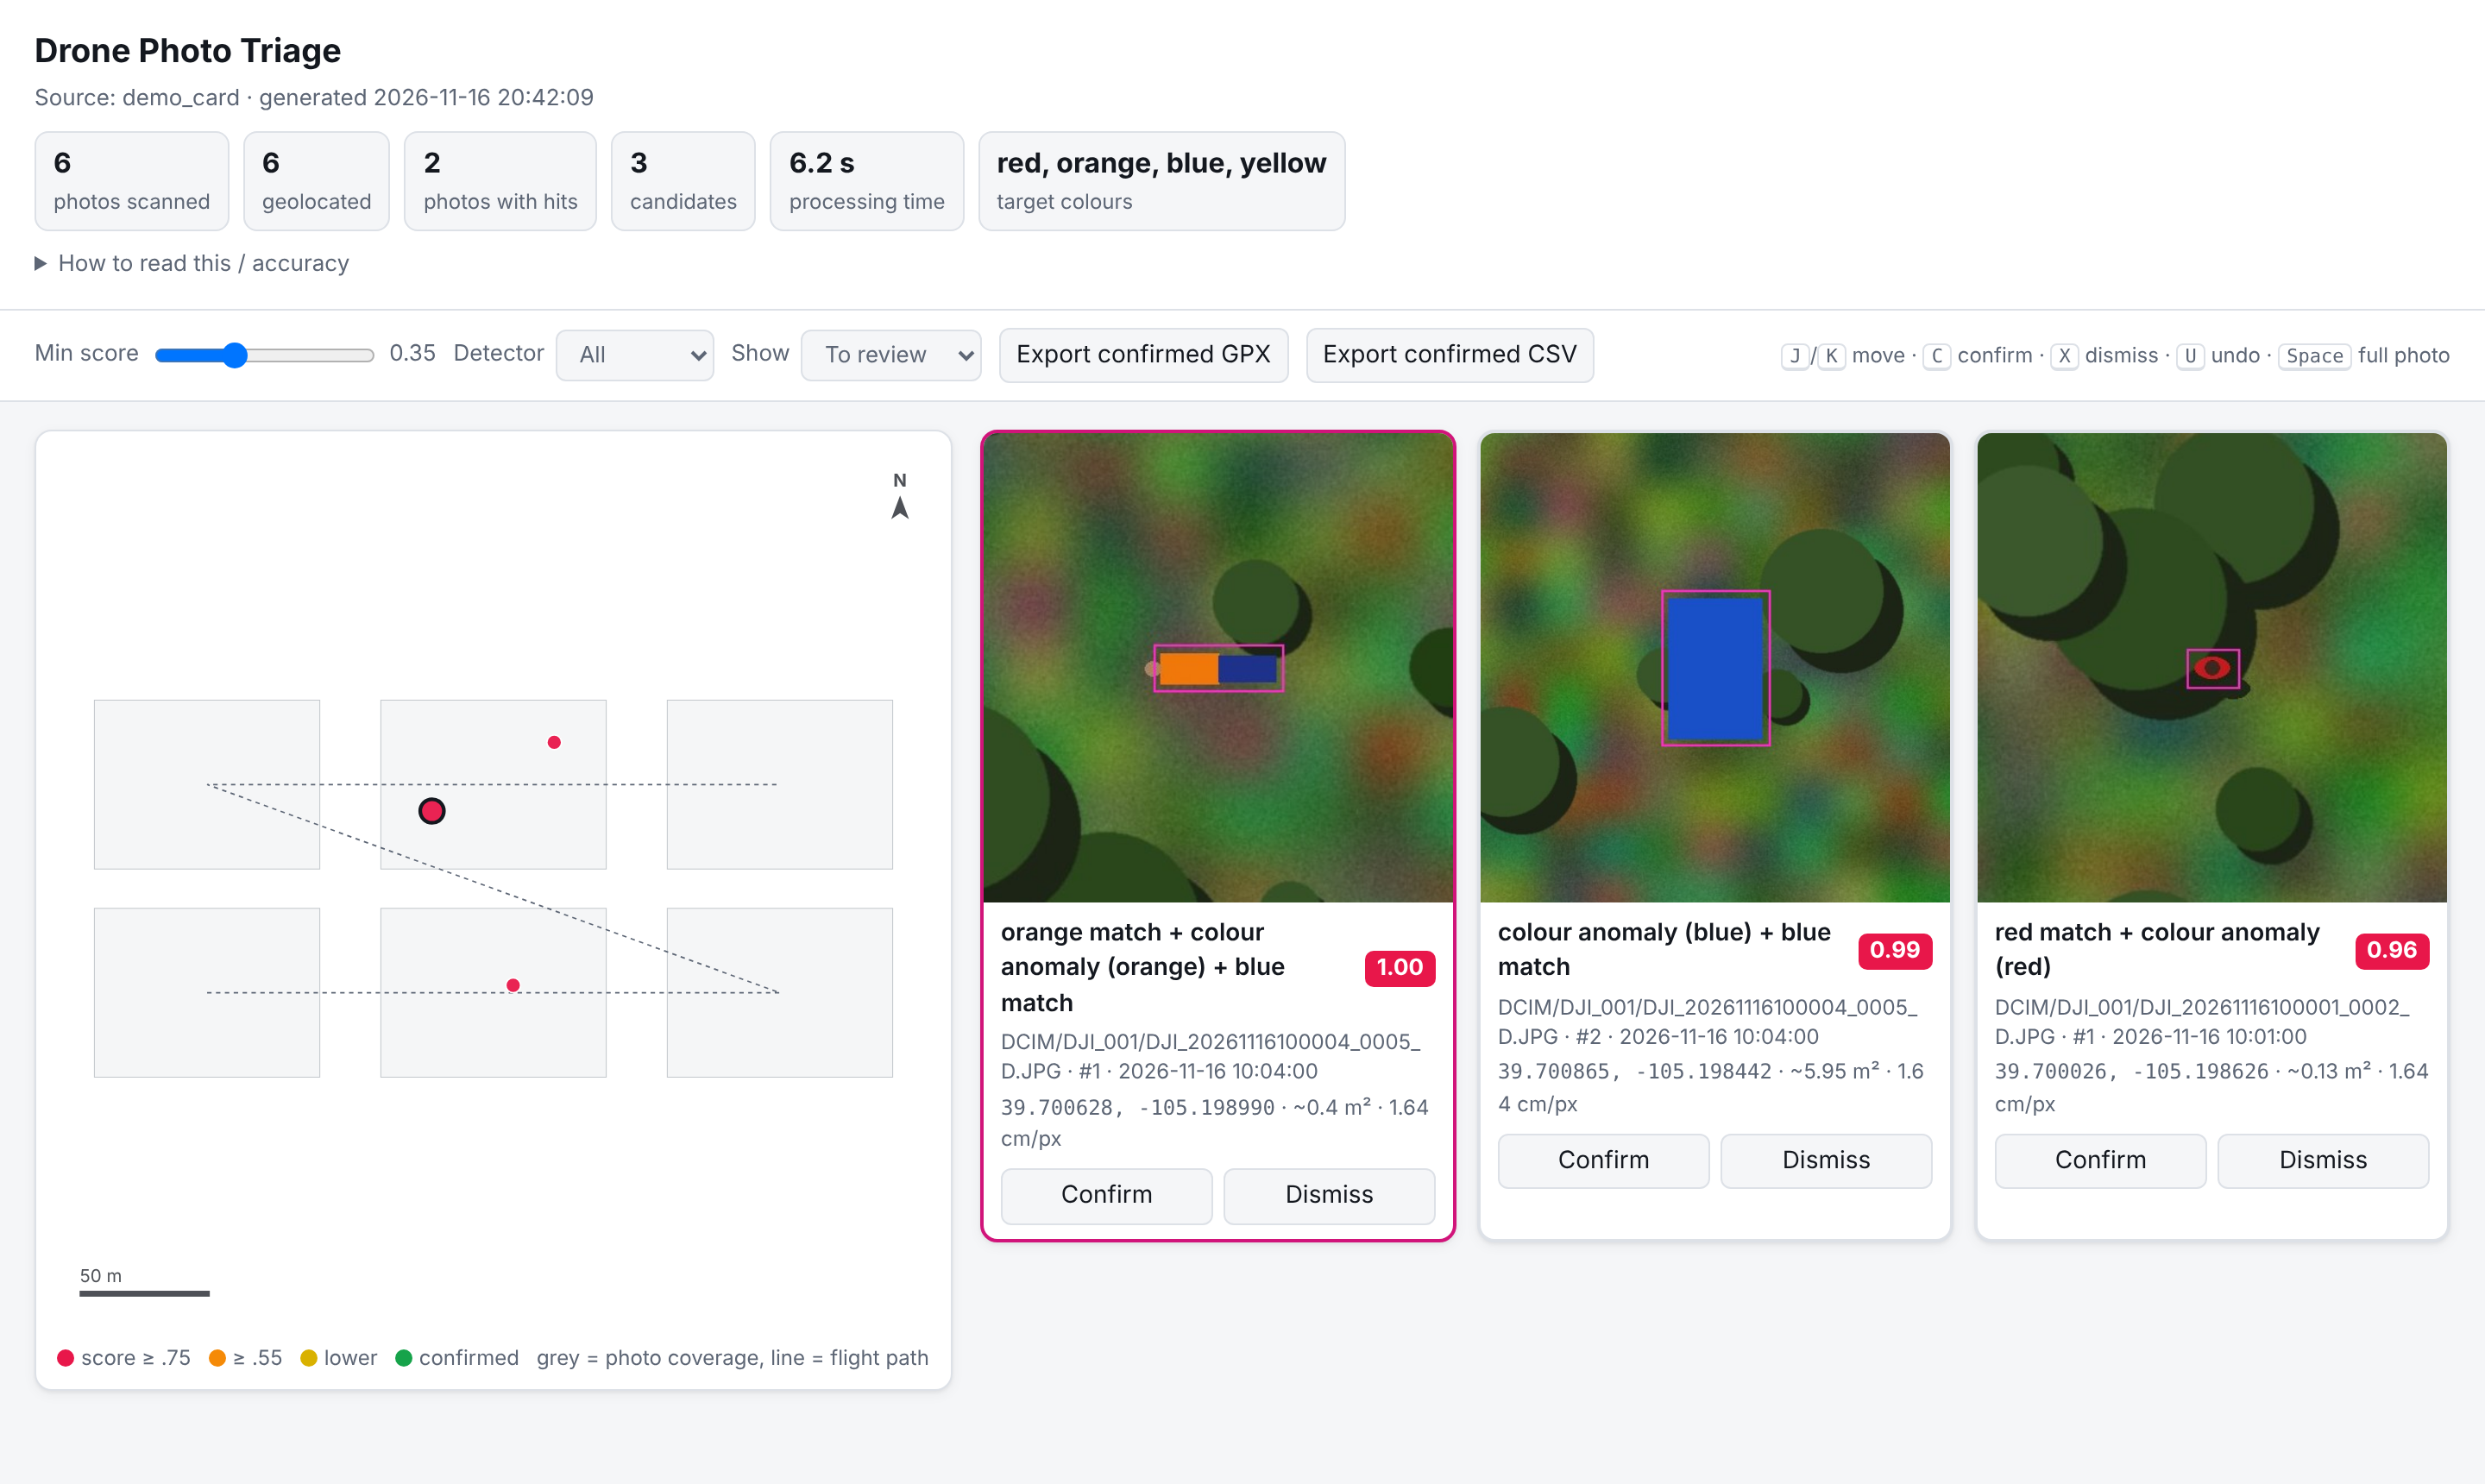 Drone Photo Triage
Source: demo_card · generated 2026-11-16 20:42:09
6
photos scanned
6
geolocated
2
photos with hits
3
candidates
6.2 s
processing time
red, orange, blue, yellow
target colours
▶ How to read this / accuracy
Min score 0.35 Detector All Show To review Export confirmed GPX Export confirmed CSV J/K move · C confirm · X dismiss · U undo · Space full photo
N
50 m
score ≥ .75 ≥ .55 lower confirmed grey = photo coverage, line = flight path
orange match + colour
anomaly (orange) + blue
match
1.00
DCIM/DJI_001/DJI_20261116100004_0005_
D.JPG · #1 · 2026-11-16 10:04:00
39.700628, -105.198990 · ~0.4 m² · 1.64
cm/px
Confirm Dismiss
colour anomaly (blue) + blue
match
0.99
DCIM/DJI_001/DJI_20261116100004_0005_
D.JPG · #2 · 2026-11-16 10:04:00
39.700865, -105.198442 · ~5.95 m² · 1.6
4 cm/px
Confirm Dismiss
red match + colour anomaly
(red)
0.96
DCIM/DJI_001/DJI_20261116100001_0002_
D.JPG · #1 · 2026-11-16 10:01:00
39.700026, -105.198626 · ~0.13 m² · 1.64
cm/px
Confirm Dismiss